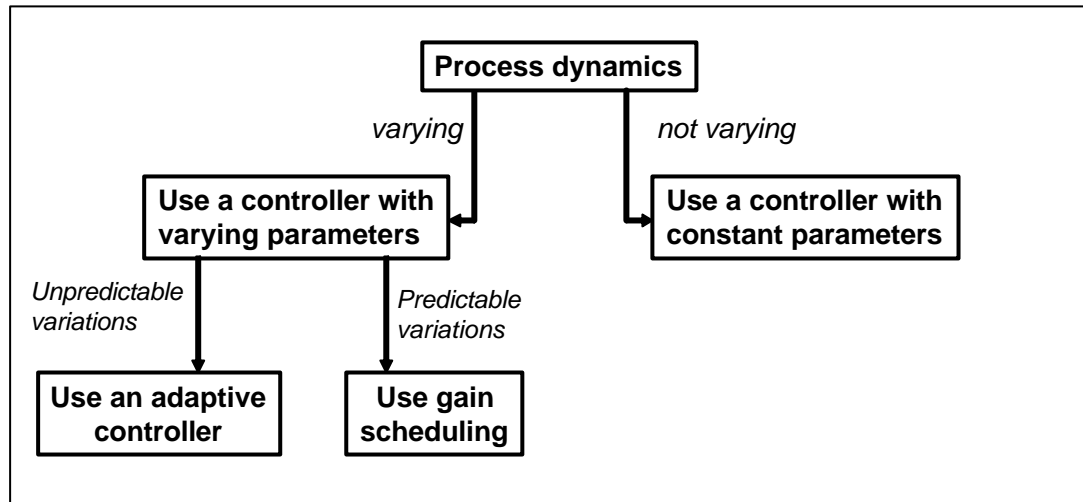 Process dynamics
varying
not varying
Use a controller with
varying parameters
Use a controller with
constant parameters
Unpredictable
variations
Predictable
variations
Use an adaptive
controller
Use gain
scheduling